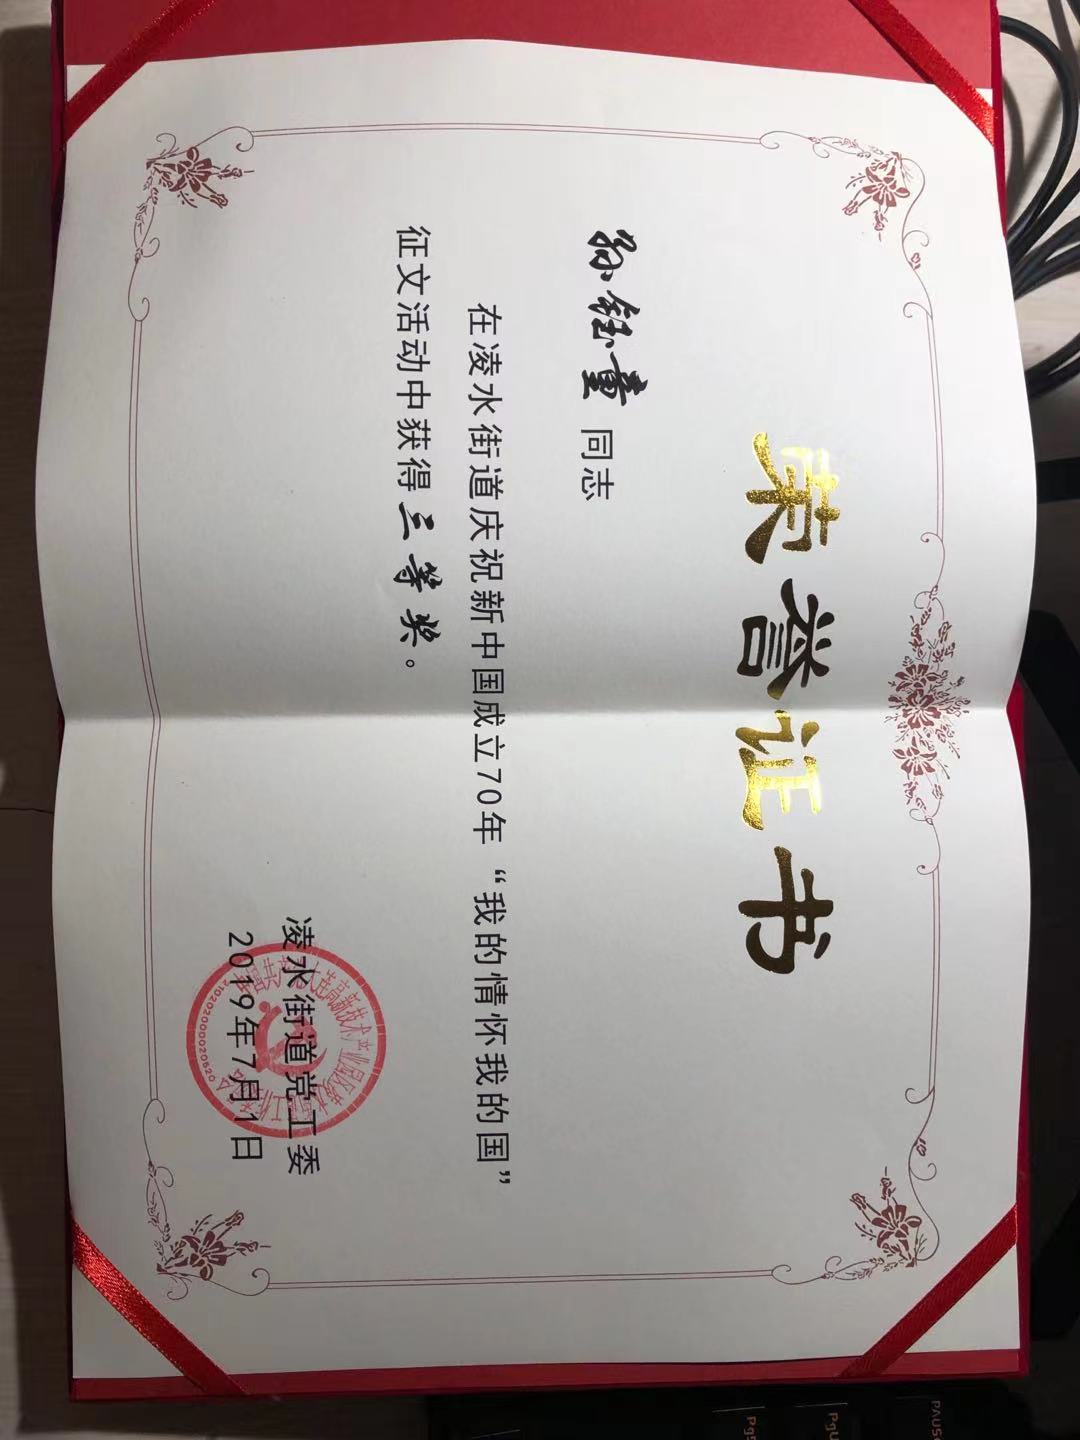 荣誉证书
孙钰童 同志
在凌水街道庆祝新中国成立70年“我的情怀我的国”
征文活动中获得三等奖。
凌水街道党工委
2019年7月1日
21020200020520
PAUS
PgU